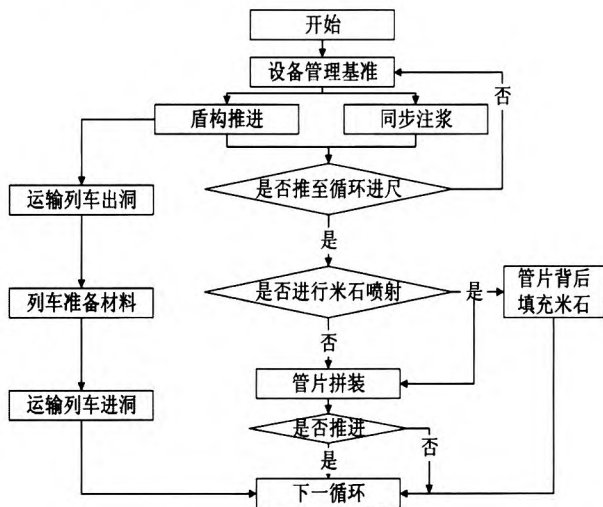 开始
设备管理基准
否
盾构推进
同步注浆
是否推至循环进尺
运输列车出洞
是
列车准备材料
是否进行米石喷射
是
管片背后
填充米石
否
管片拼装
运输列车进洞
是否推进
否
是
下一循环